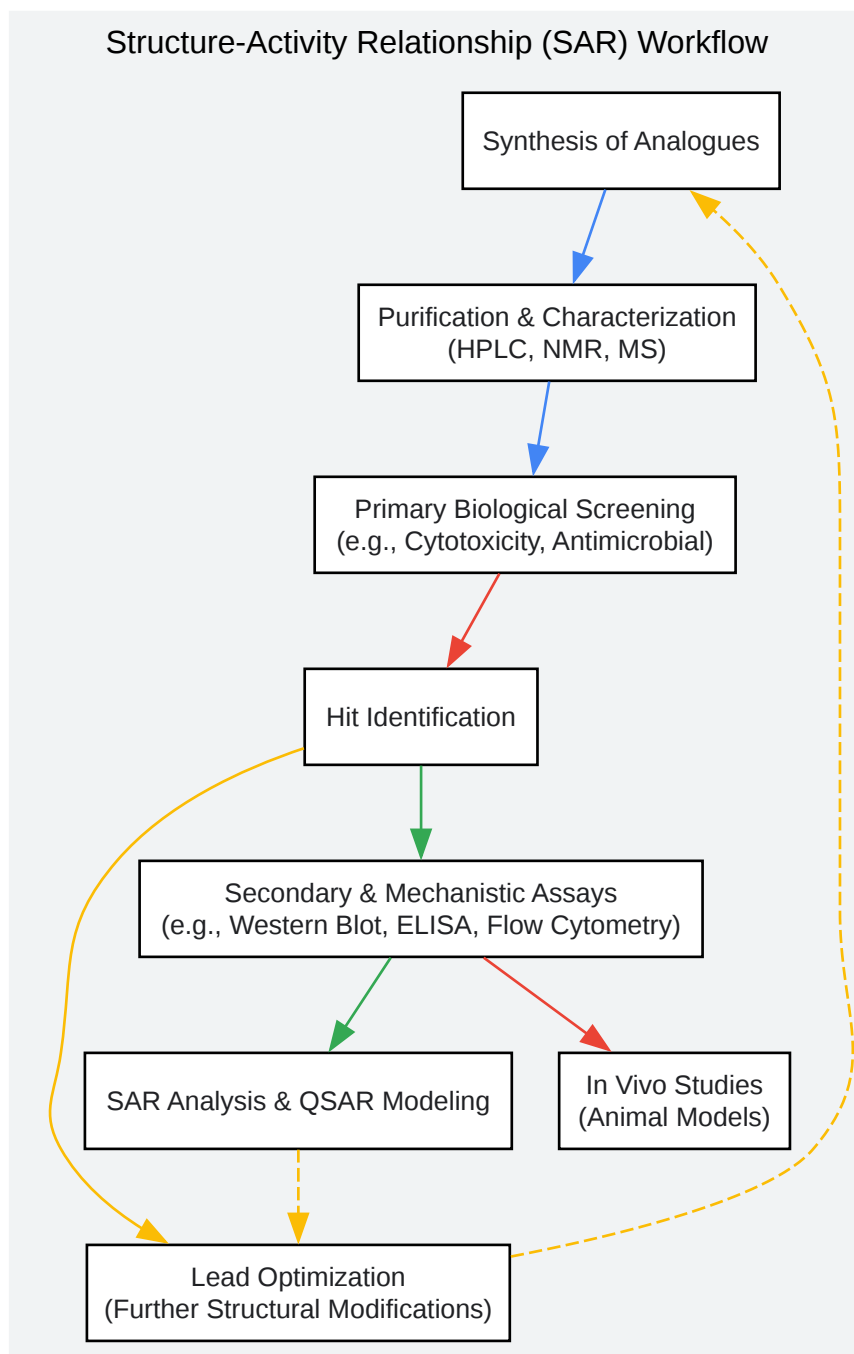 Structure-Activity Relationship (SAR) Workflow
Synthesis of Analogues
Purification & Characterization
(HPLC, NMR, MS)
Primary Biological Screening
(e.g., Cytotoxicity, Antimicrobial)
Hit Identification
Secondary & Mechanistic Assays
(e.g., Western Blot, ELISA, Flow Cytometry)
SAR Analysis & QSAR Modeling
In Vivo Studies
(Animal Models)
Lead Optimization
(Further Structural Modifications)